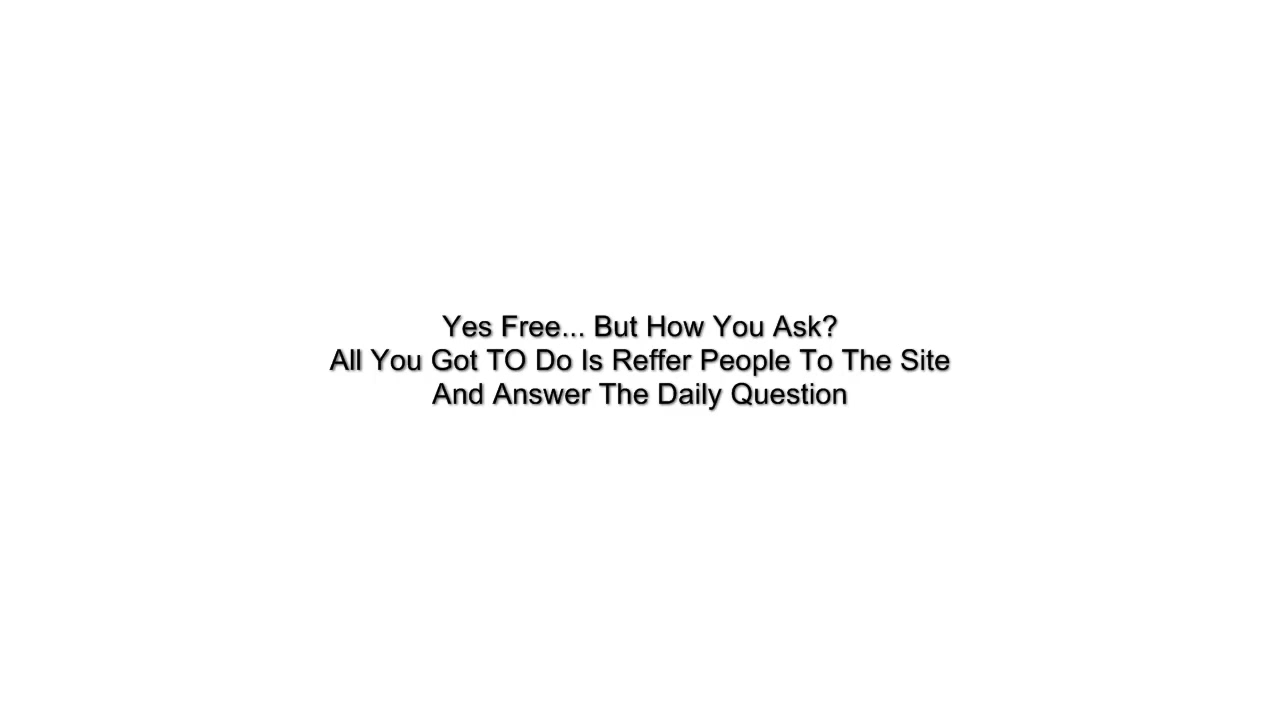 Yes Free... But How You Ask?
All You Got TO Do Is Reffer People To The Site
And Answer The Daily Question